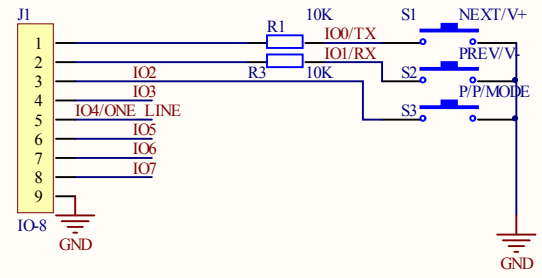 J1
10K
S1
NEXT/V+
R1
IO0/TX
1
IO1/RX
PREV/V-
2
R3
10K
S2
IO2
3
P/P/MODE
IO3
4
S3
IO4/ONE_LINE
5
IO5
6
IO6
7
IO7
8
9
IO-8
GND
GND